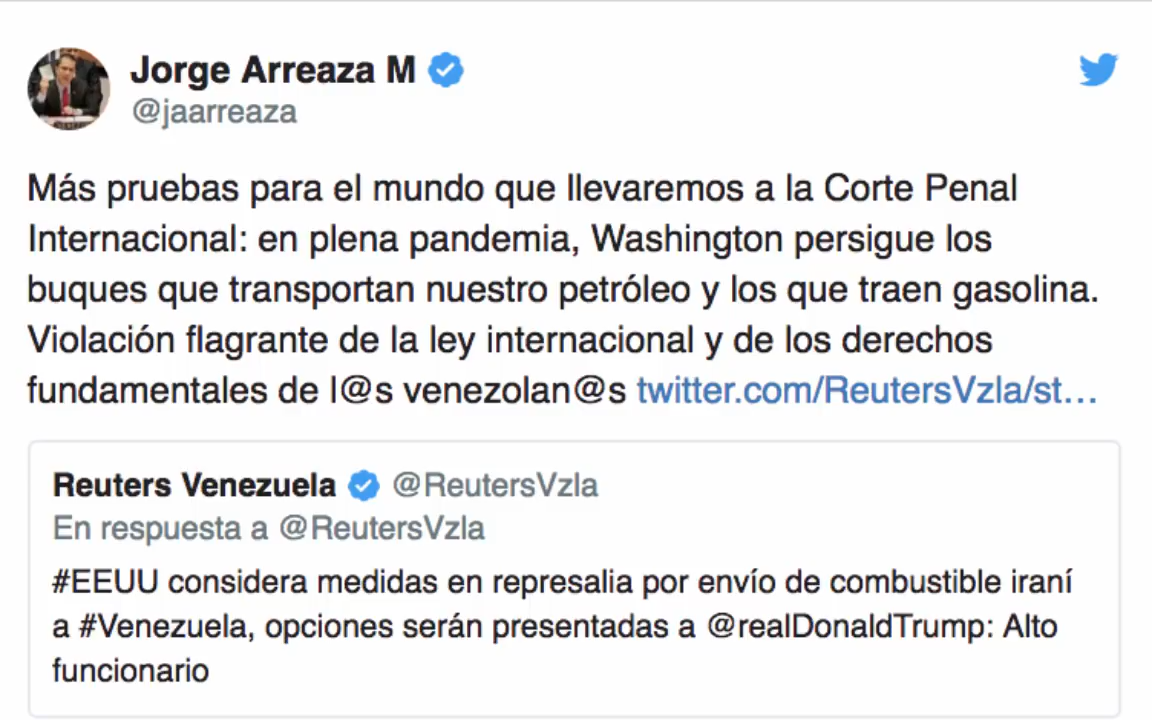 Jorge Arreaza M
@jaarreaza
Más pruebas para el mundo que llevaremos a la Corte Penal
Internacional: en plena pandemia, Washington persigue los
buques que transportan nuestro petróleo y los que traen gasolina.
Violación flagrante de la ley internacional y de los derechos
fundamentales de l@s venezolan@s twitter.com/ReutersVzla/st…
Reuters Venezuela @ReutersVzla
En respuesta a @ReutersVzla
#EEUU considera medidas en represalia por envío de combustible iraní
a #Venezuela, opciones serán presentadas a @realDonaldTrump: Alto
funcionario